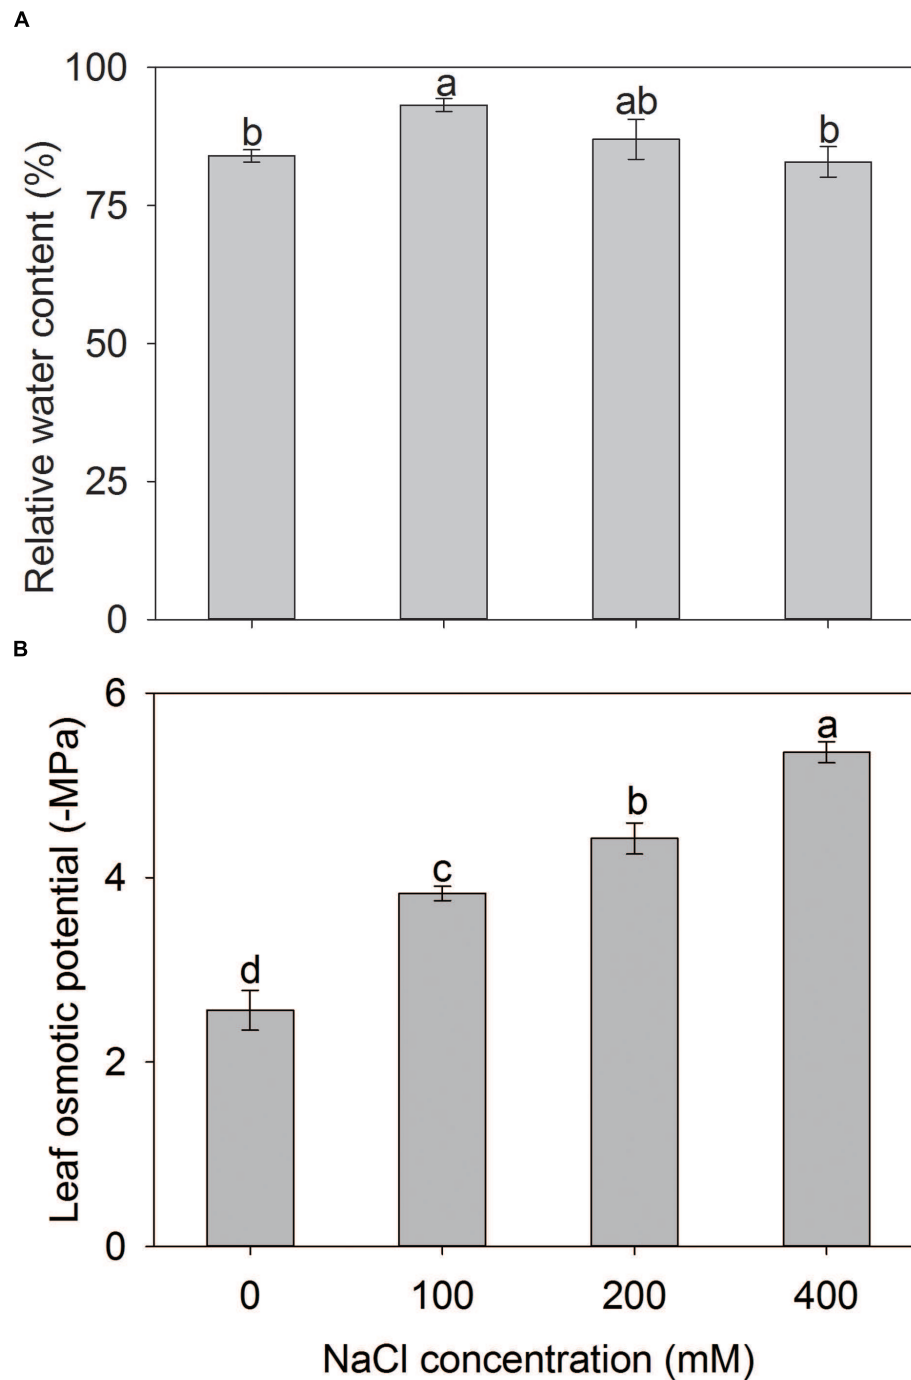 A
Relative water content (%)
100
75
50
25
0
b
a
ab
b
B
Leaf osmotic potential (-MPa)
6
4
2
0
d
c
b
a
0 100 200 400
NaCl concentration (mM)